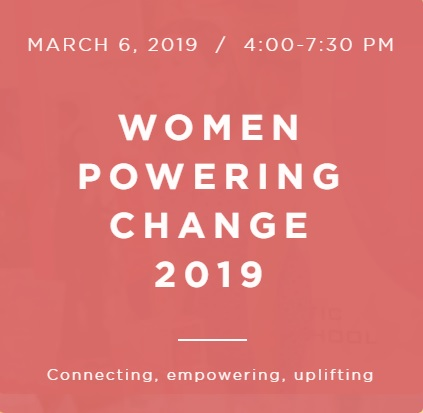 MARCH 6, 2019 / 4:00-7:30 PM
WOMEN
POWERING
CHANGE
2019
Connecting, empowering, uplifting